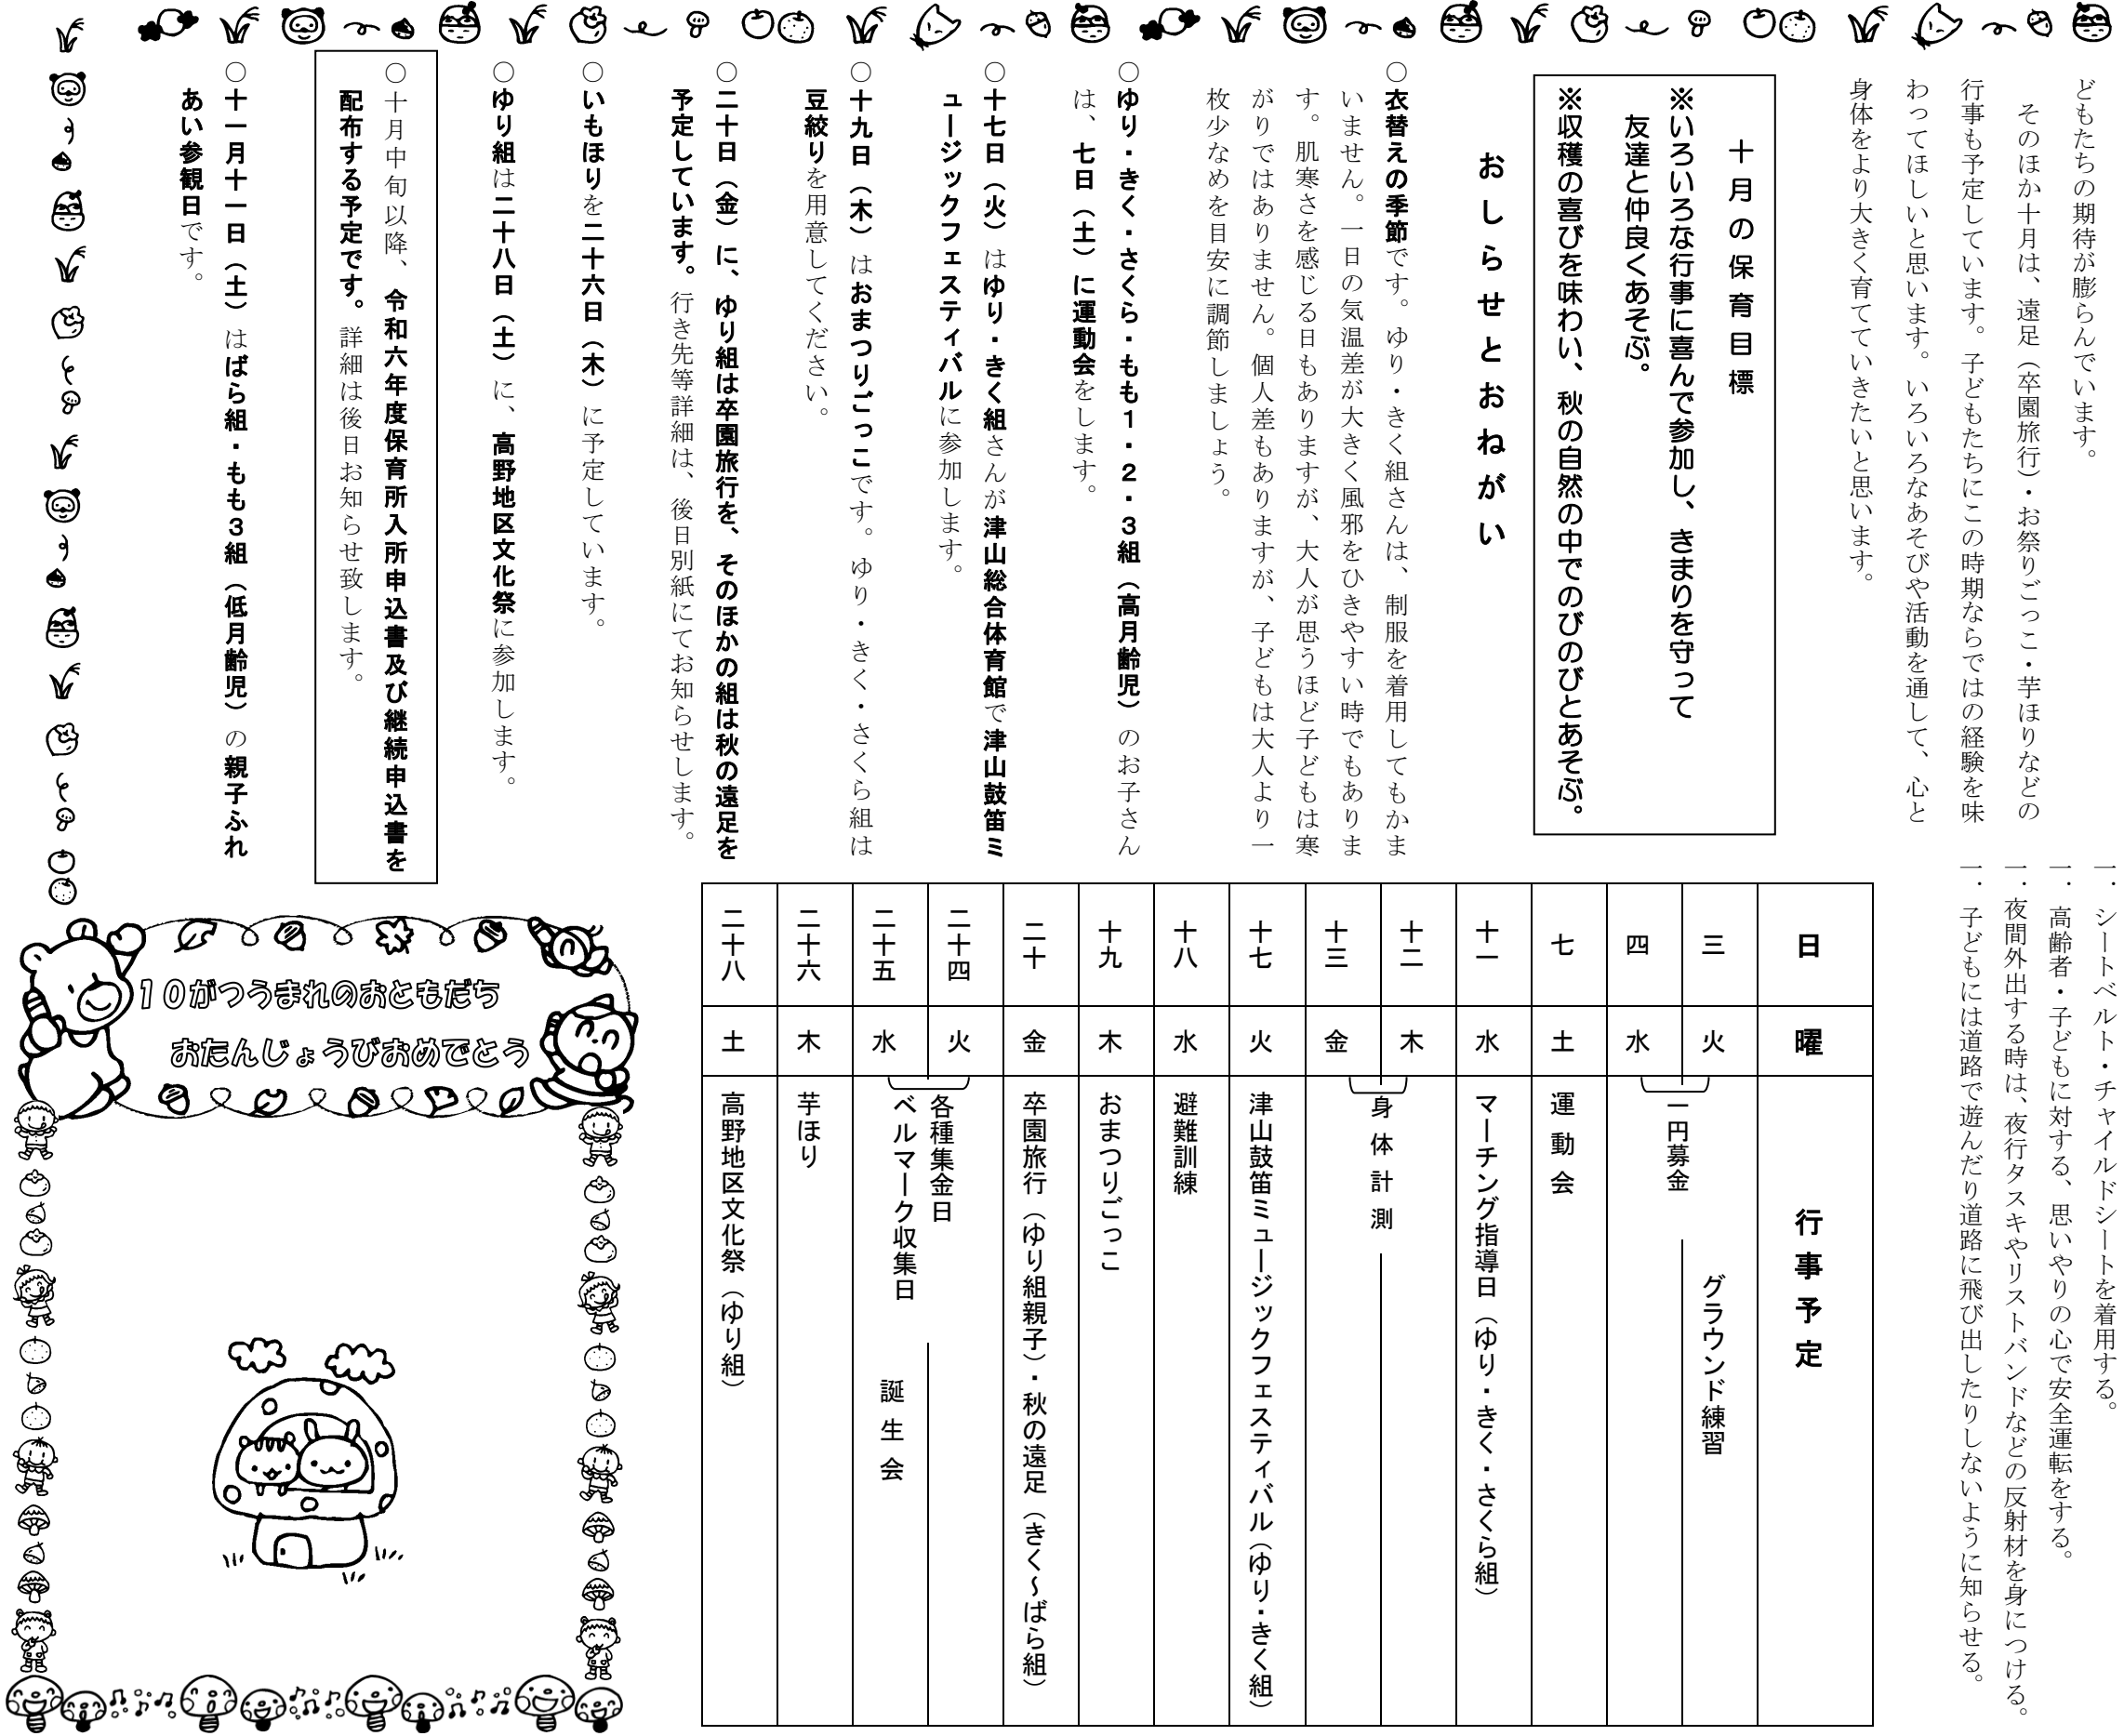 どもたちの期待が膨らんでいます。
そのほか十月は、遠足（卒園旅行）・お祭りごっこ・芋ほりなどの
行事も予定しています。子どもたちにこの時期ならではの経験を味
わってほしいと思います。いろいろなあそびや活動を通して、心と
身体をより大きく育てていきたいと思います。
十月の保育目標
※いろいろな行事に喜んで参加し、きまりを守って
友達と仲良くあそぶ。
※収穫の喜びを味わい、秋の自然の中でのびのびとあそぶ。
おしらせとおねがい
○衣替えの季節です。ゆり・きく組さんは、制服を着用してもかま
いません。一日の気温差が大きく風邪をひきやすい時でもありま
す。肌寒さを感じる日もありますが、大人が思うほど子どもは寒
がりではありません。個人差もありますが、子どもは大人より一
枚少なめを目安に調節しましょう。
○ゆり・きく・さくら・もも１・２・３組（高月齢児）のお子さん
は、七日（土）に運動会をします。
○十七日（火）はゆり・きく組さんが津山総合体育館で津山鼓笛ミ
ュージックフェスティバルに参加します。
○十九日（木）はおまつりごっこです。ゆり・きく・さくら組は
豆絞りを用意してください。
○二十日（金）に、ゆり組は卒園旅行を、そのほかの組は秋の遠足を
予定しています。行き先等詳細は、後日別紙にてお知らせします。
○いもほりを二十六日（木）に予定しています。
○ゆり組は二十八日（土）に、高野地区文化祭に参加します。
○十月中旬以降、令和六年度保育所入所申込書及び継続申込書を
配布する予定です。詳細は後日お知らせ致します。
○十一月十一日（土）はばら組・もも３組（低月齢児）の親子ふれ
あい参観日です。
一．シートベルト・チャイルドシートを着用する。
一．高齢者・子どもに対する、思いやりの心で安全運転をする。
一．夜間外出する時は、夜行タスキやリストバンドなどの反射材を身につける。
一．子どもには道路で遊んだり道路に飛び出したりしないように知らせる。
日 曜 行事予定
三 火 グラウンド練習
一円募金
四 水
七 土 運動会
十一 水 マーチング指導日（ゆり・きく・さくら組）
十二 木
身体計測
十三 金
十七 火 津山鼓笛ミュージックフェスティバル（ゆり・きく組）
十八 水 避難訓練
十九 木 おまつりごっこ
二十 金 卒園旅行（ゆり組親子）・秋の遠足（きく～ばら組）
二十四 火 各種集金日
二十五 水 ベルマーク収集日 誕生会
二十六 木 芋ほり
二十八 土 高野地区文化祭（ゆり組）
１０がつうまれのおともだち
おたんじょうびおめでとう